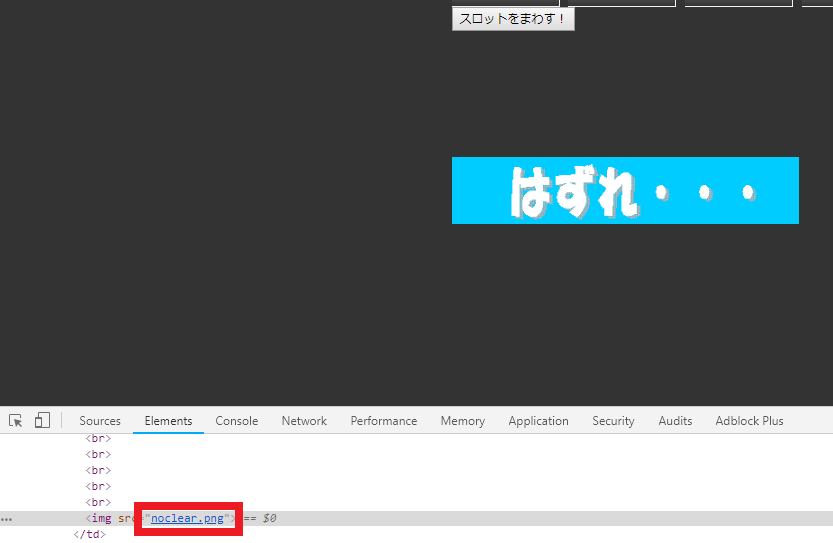 スロットをまわす！
はずれ・・・
Sources Elements Console Network Performance Memory Application Security Audits Adblock Plus
<br>
<br>
<br>
<br>
<br>
... <img src="noclear.png"> == $0
</td>